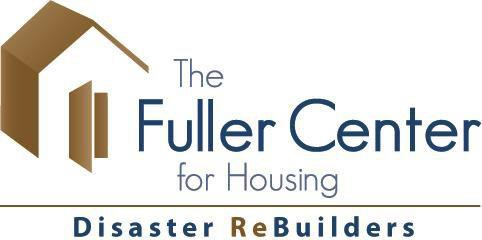 The
Fuller Center
for Housing
Disaster ReBuilders